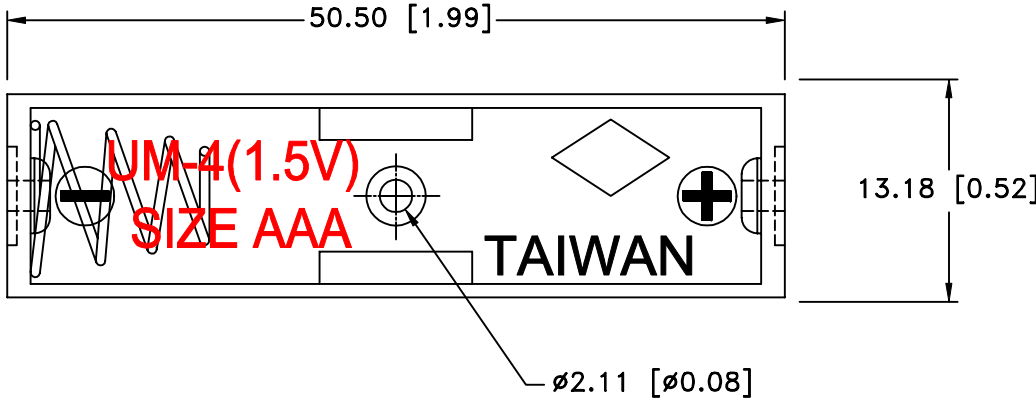 50.50 [1.99]
UM-4(1.5V)
SIZE AAA
13.18 [0.52]
TAIWAN
ø2.11 [ø0.08]